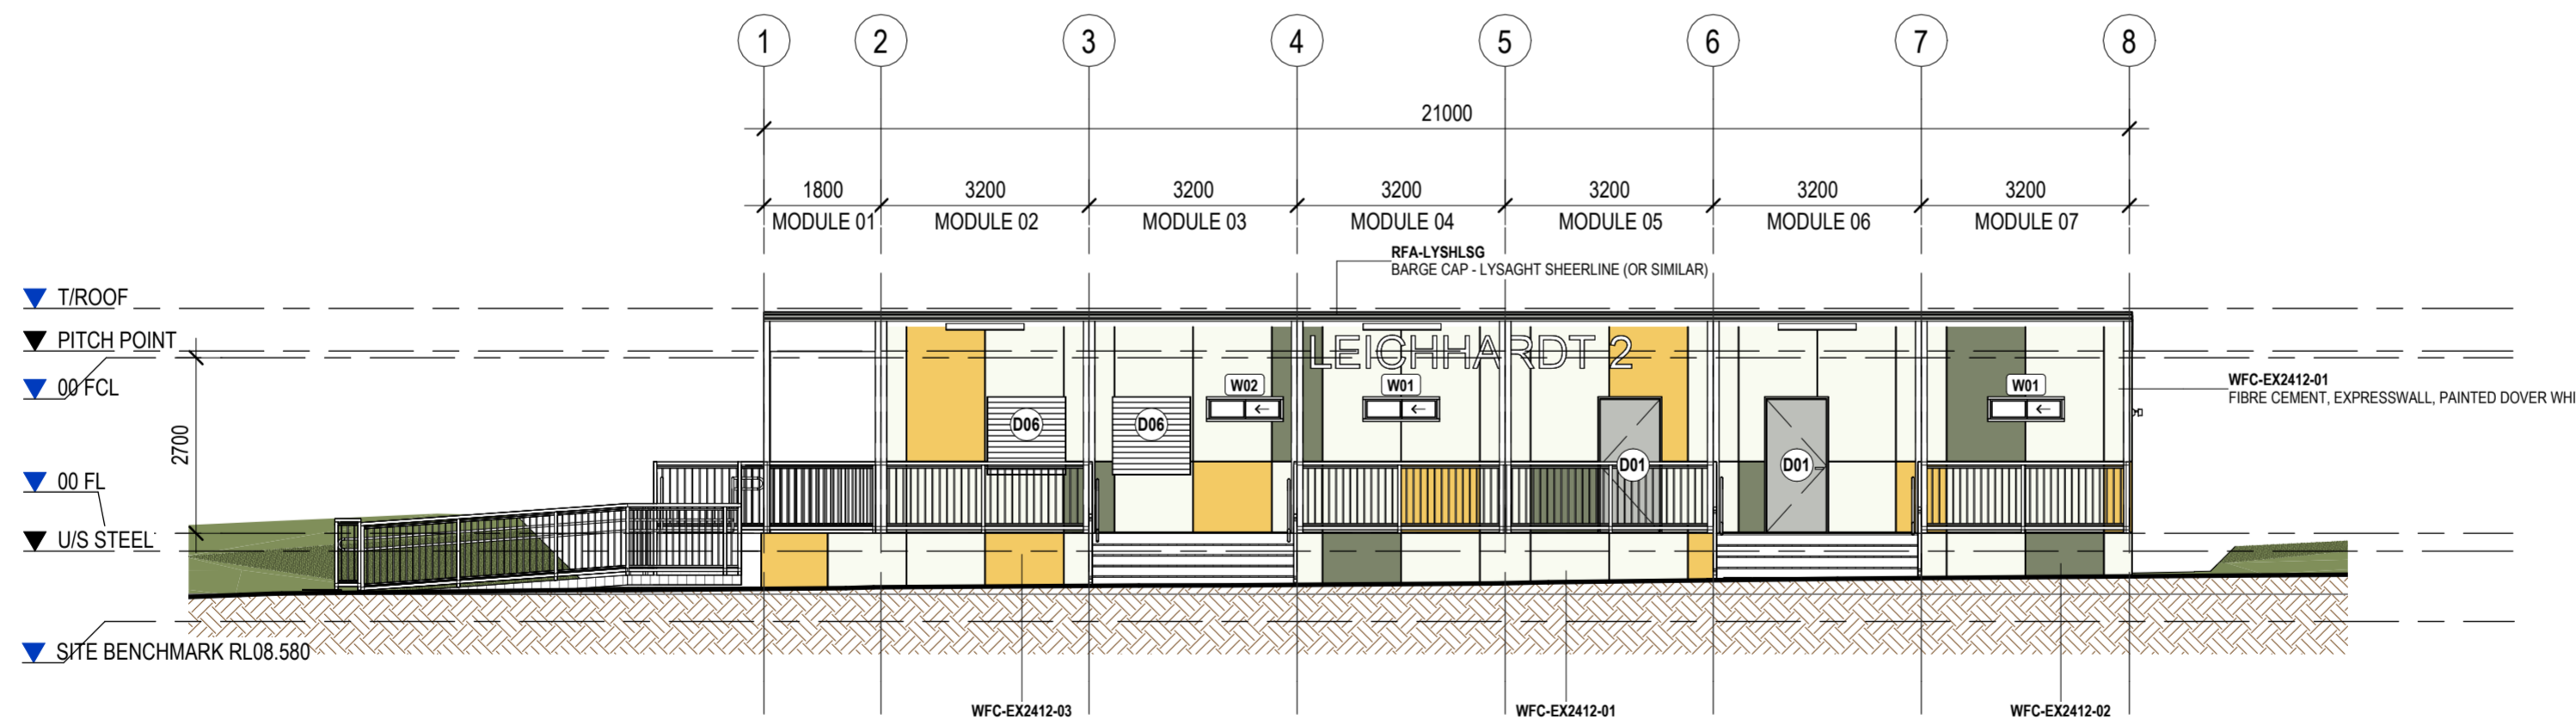 1 2 3 4 5 6 7 8
21000
1800 3200 3200 3200 3200 3200 3200
MODULE 01 MODULE 02 MODULE 03 MODULE 04 MODULE 05 MODULE 06 MODULE 07
RFA-LYSHLSG
BARGE CAP - LYSAGHT SHEERLINE (OR SIMILAR)
T/ROOF
PITCH POINT
00 FCL
2700
00 FL
U/S STEEL
SITE BENCHMARK RL08.580
LEICHHARDT 2
W02 W01 W01
D06 D06 D01 D01
WFC-EX2412-01
FIBRE CEMENT, EXPRESSWALL, PAINTED DOVER WHI
WFC-EX2412-03 WFC-EX2412-01 WFC-EX2412-02